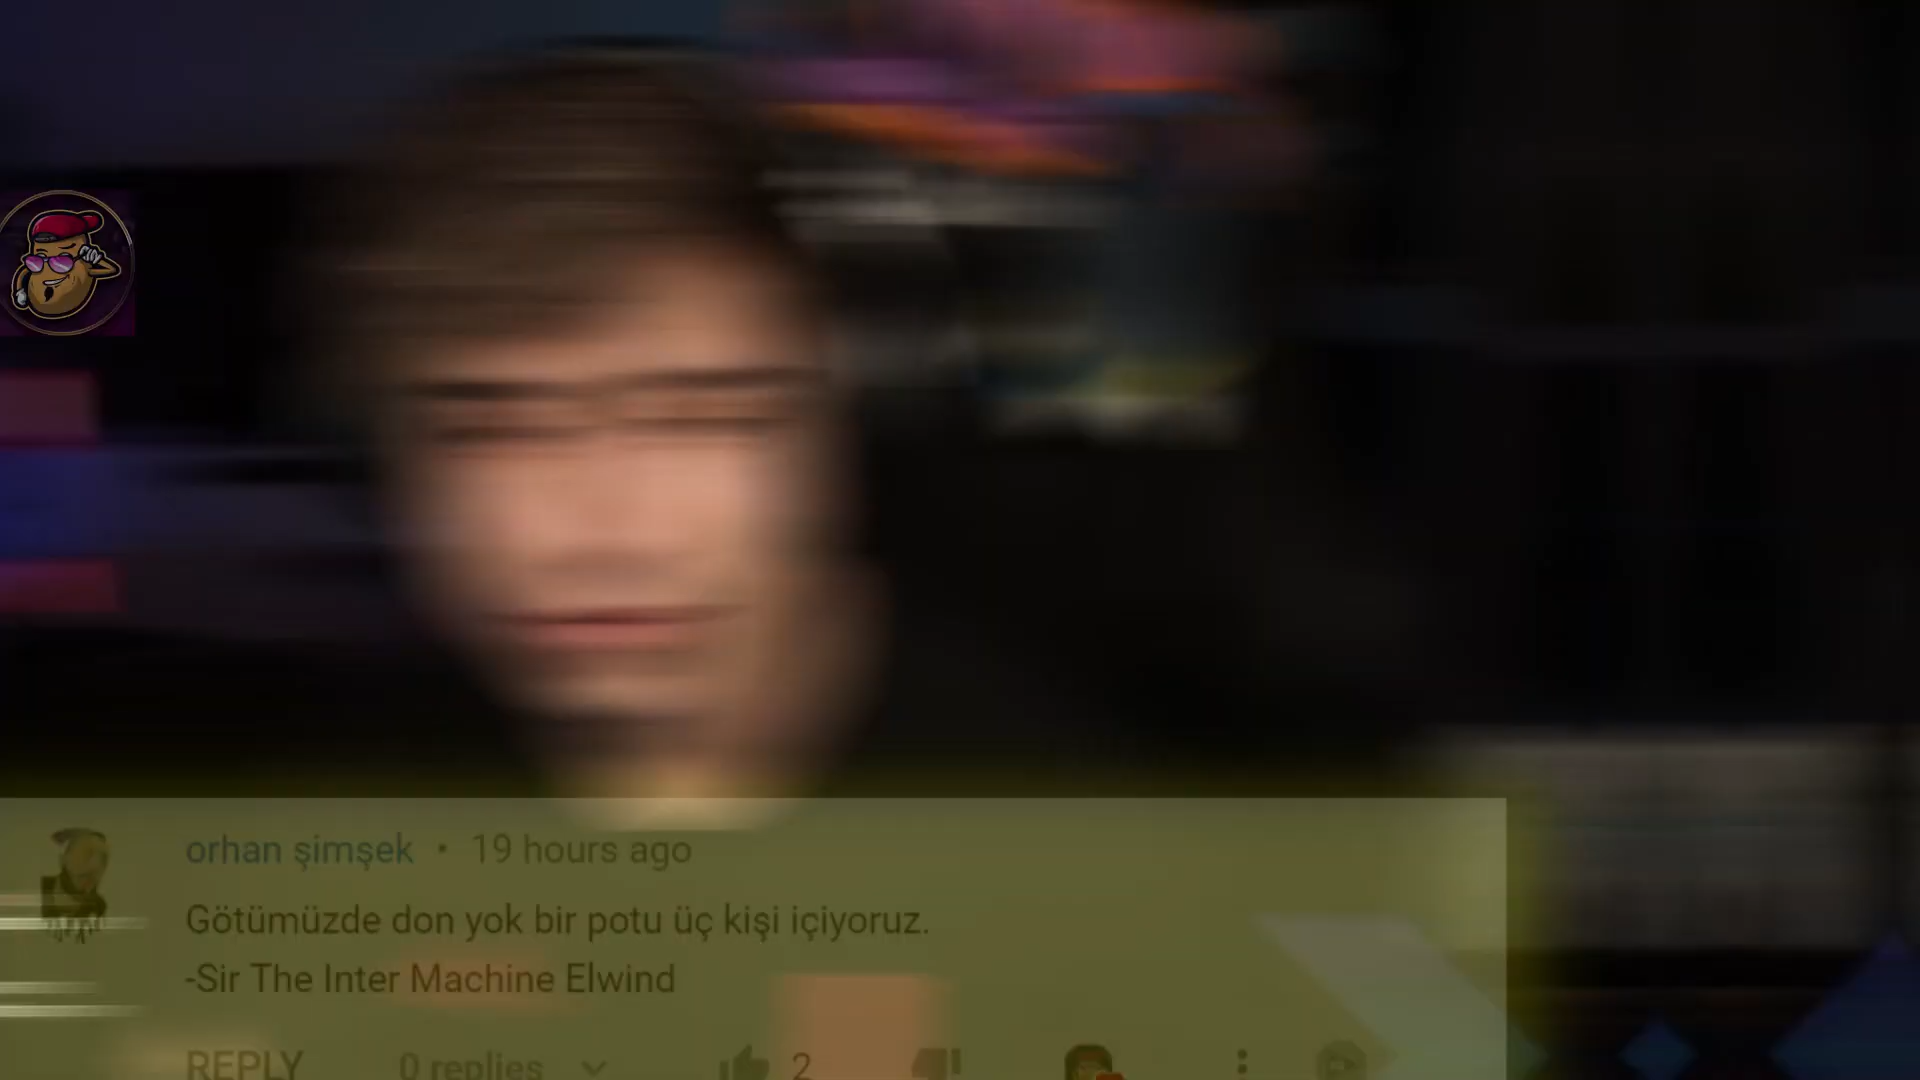 orhan şimşek • 19 hours ago
Götümüzde don yok bir potu üç kişi içiyoruz.
-Sir The Inter Machine Elwind
REPLY 0 replies 2